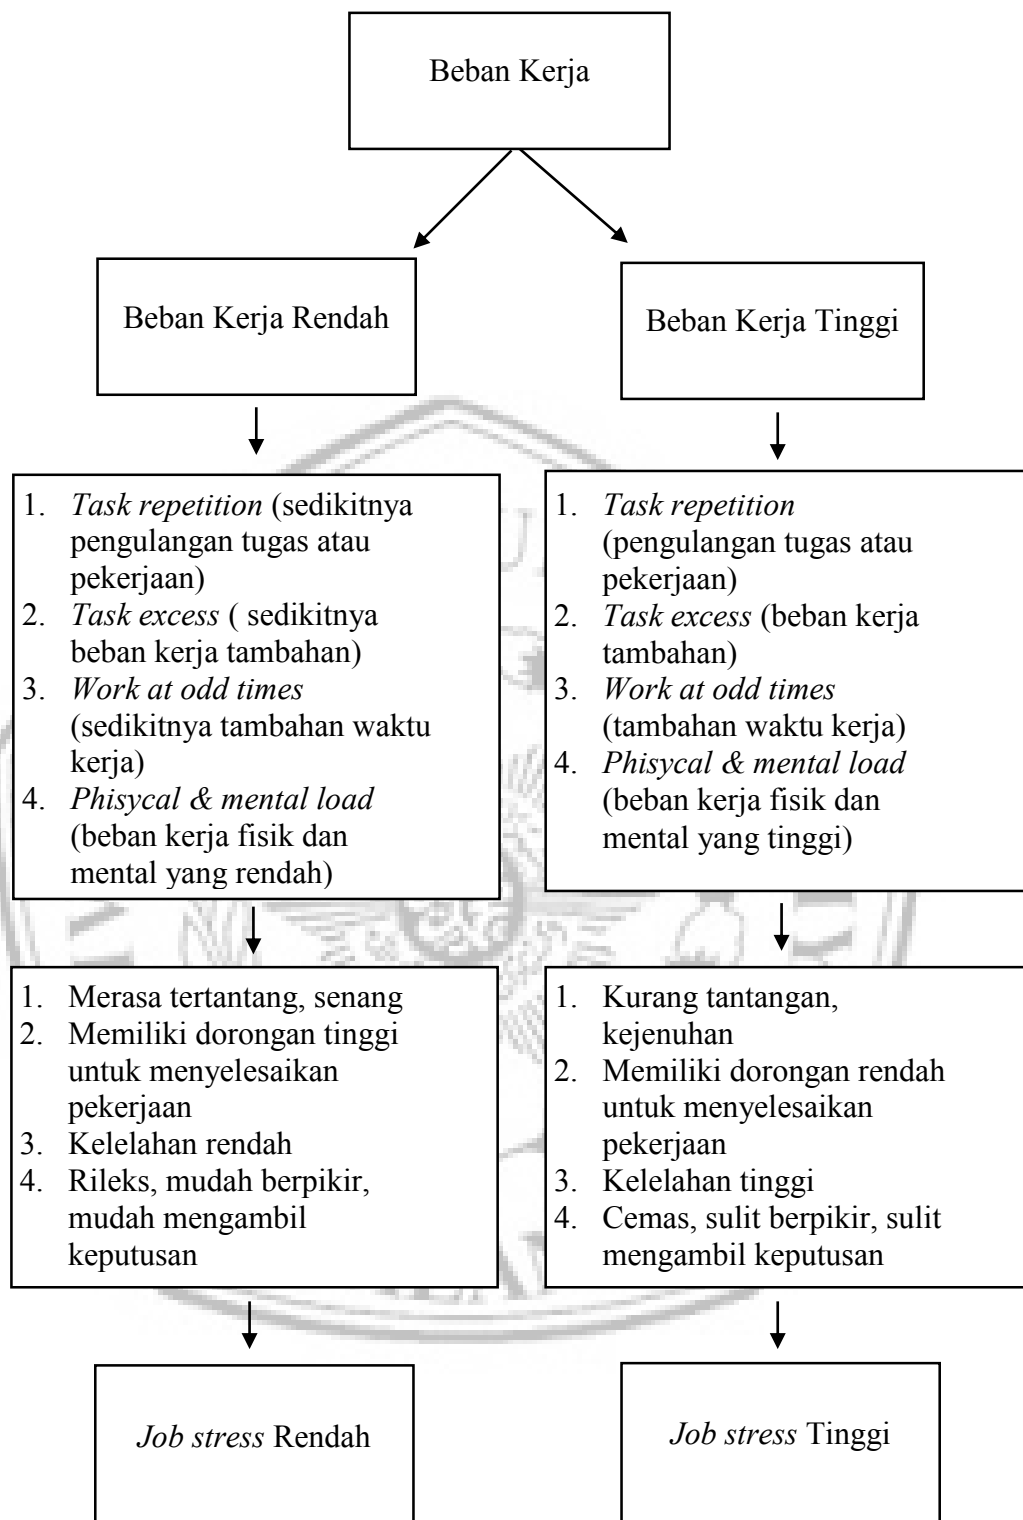 Beban Kerja
Beban Kerja Rendah
Beban Kerja Tinggi
1. Task repetition (sedikitnya
pengulangan tugas atau
pekerjaan)
2. Task excess ( sedikitnya
beban kerja tambahan)
3. Work at odd times
(sedikitnya tambahan waktu
kerja)
4. Phisycal & mental load
(beban kerja fisik dan
mental yang rendah)
1. Task repetition
(pengulangan tugas atau
pekerjaan)
2. Task excess (beban kerja
tambahan)
3. Work at odd times
(tambahan waktu kerja)
4. Phisycal & mental load
(beban kerja fisik dan
mental yang tinggi)
1. Merasa tertantang, senang
2. Memiliki dorongan tinggi
untuk menyelesaikan
pekerjaan
3. Kelelahan rendah
4. Rileks, mudah berpikir,
mudah mengambil
keputusan
1. Kurang tantangan,
kejenuhan
2. Memiliki dorongan rendah
untuk menyelesaikan
pekerjaan
3. Kelelahan tinggi
4. Cemas, sulit berpikir, sulit
mengambil keputusan
Job stress Rendah
Job stress Tinggi